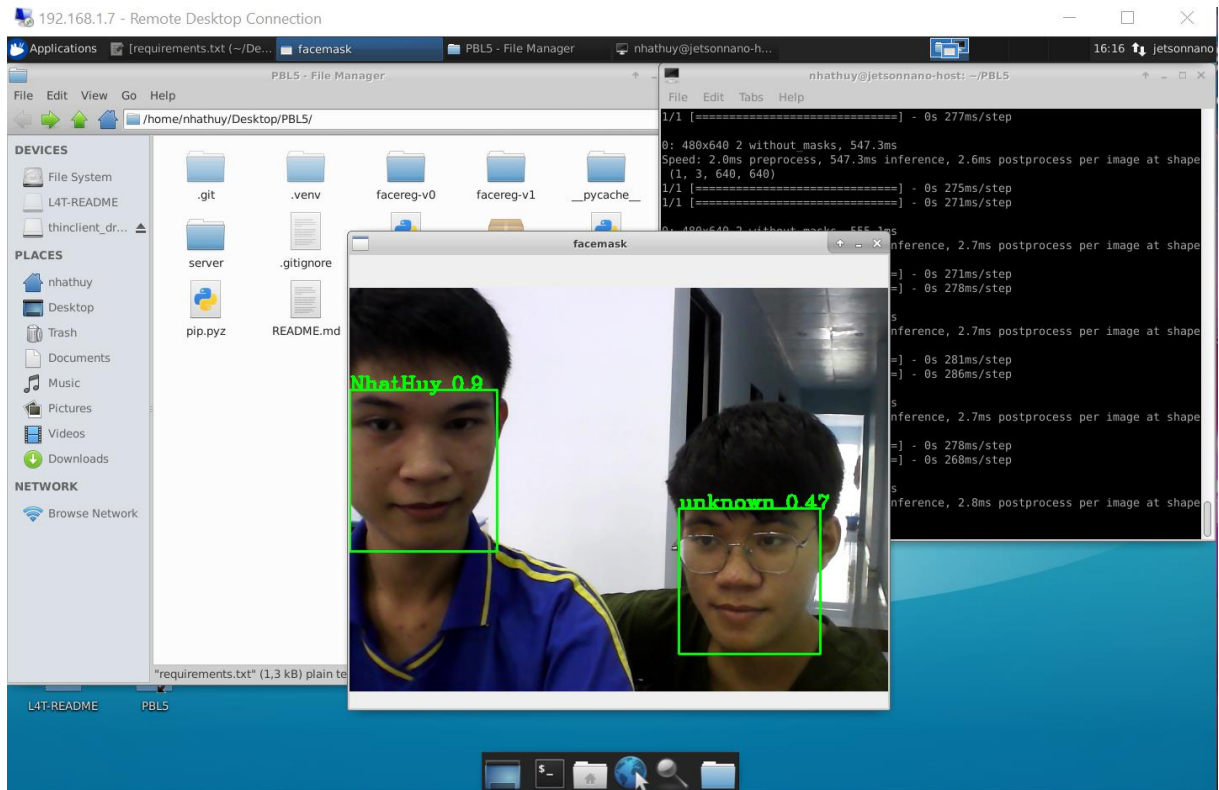 192.168.1.7 - Remote Desktop Connection
Applications [requirements.txt (~/De... facemask PBL5 - File Manager nhathuy@jetsonnano-h... 16:16 jetsonnano
PBL5 - File Manager
File Edit View Go Help
/home/nhathuy/Desktop/PBL5/
DEVICES
File System
L4T-README
thinclient_dr...
PLACES
nhathuy
Desktop
Trash
Documents
Music
Pictures
Videos
Downloads
NETWORK
Browse Network
.git .venv facereg-v0 facereg-v1 __pycache__
server .gitignore
pip.pyz README.md
"requirements.txt" (1,3 kB) plain te
nhathuy@jetsonnano-host: ~/PBL5
File Edit Tabs Help
1/1 [==============================] - 0s 277ms/step
0: 480x640 2 without_masks, 547.3ms
Speed: 2.0ms preprocess, 547.3ms inference, 2.6ms postprocess per image at shape
(1, 3, 640, 640)
1/1 [==============================] - 0s 275ms/step
1/1 [==============================] - 0s 271ms/step
0: 480x640 2 without_masks, 555.1ms
nference, 2.7ms postprocess per image at shape
=] - 0s 271ms/step
=] - 0s 278ms/step
s
nference, 2.7ms postprocess per image at shape
=] - 0s 281ms/step
=] - 0s 286ms/step
s
nference, 2.7ms postprocess per image at shape
=] - 0s 278ms/step
=] - 0s 268ms/step
s
nference, 2.8ms postprocess per image at shape
facemask
NhatHuy 0.9
unknown 0.47
L4T-README PBL5